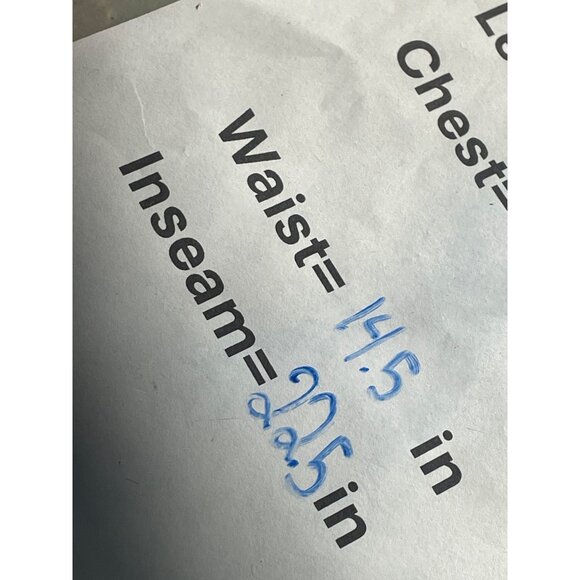 Chest=
Waist= 14.5 in
Inseam= 22.5 in